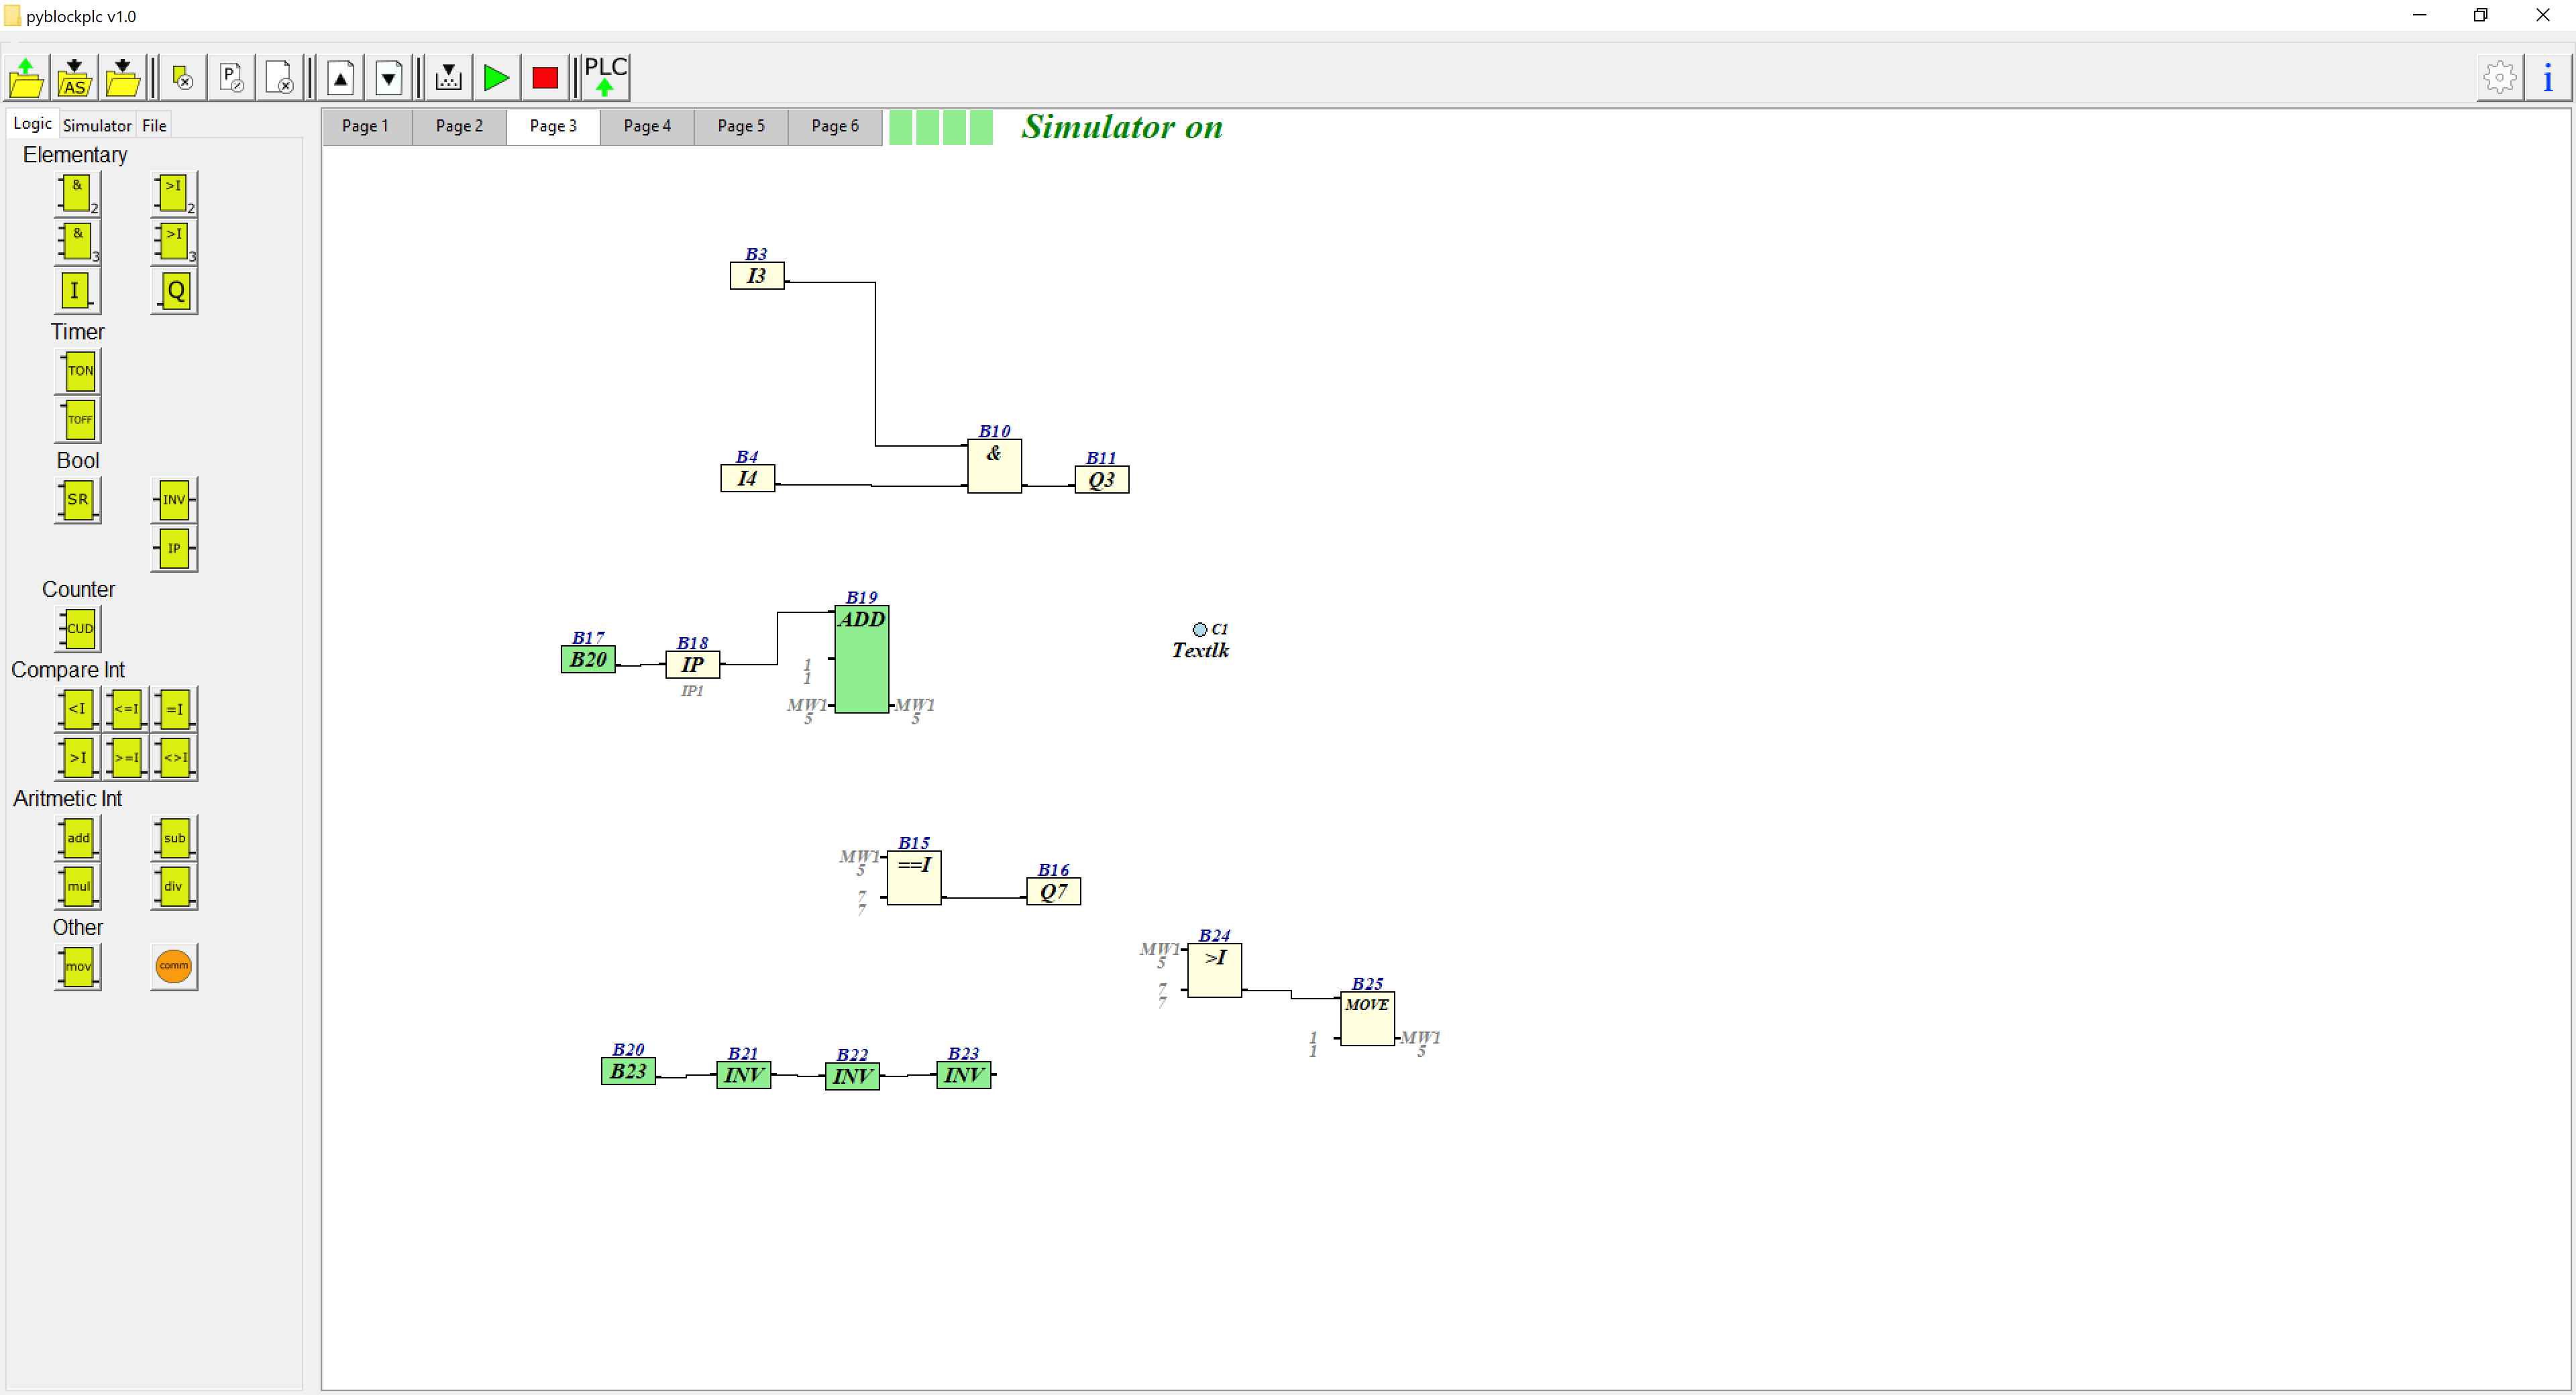 pyblockplc v1.0
AS
P
PLC
i
Logic Simulator File
Page 1 Page 2 Page 3 Page 4 Page 5 Page 6 Simulator on
Elementary
& 2 >I 2
& 3 >I 3
I Q
Timer
TON
TOFF
Bool
SR INV
IP
Counter
CUD
Compare Int
<I <=I =I
>I >=I <>I
Aritmetic Int
add sub
mul div
Other
mov comm
B3
I3
B10
&
B4
I4
B11
Q3
B19
ADD
B17
B20
B18
IP
IP1
1
1
MW1
5
MW1
5
C1
Textlk
B15
==I
MW1
5
7
7
B16
Q7
B24
>I
MW1
5
7
7
B25
MOVE
1
1
MW1
5
B20
B23
B21
INV
B22
INV
B23
INV